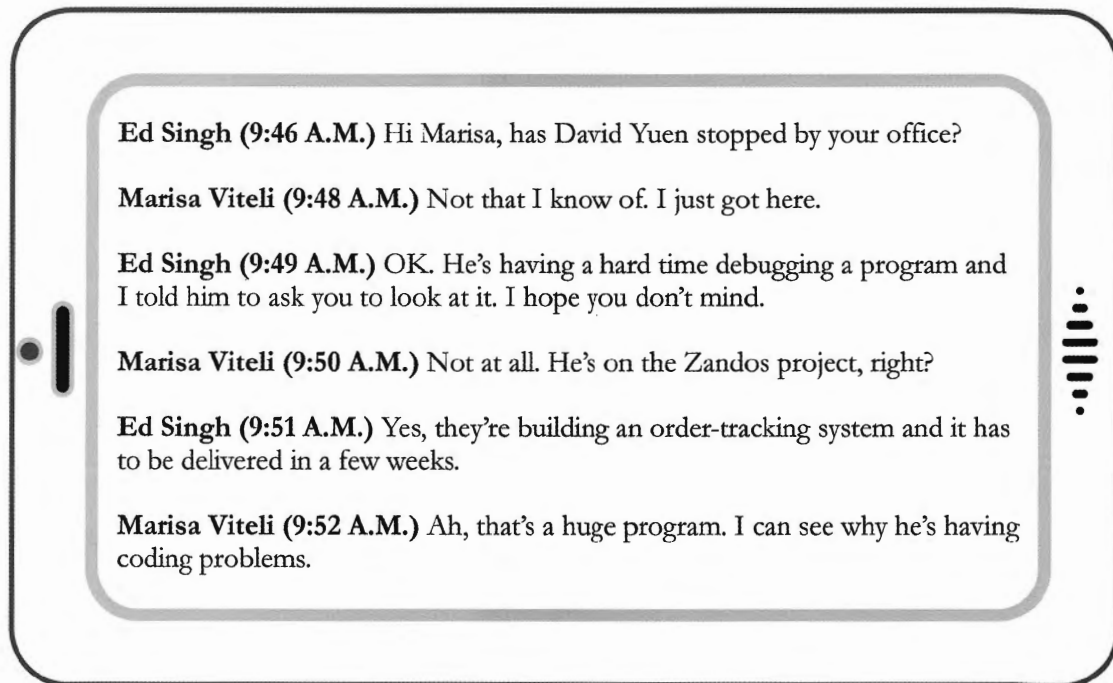 Ed Singh (9:46 A.M.) Hi Marisa, has David Yuen stopped by your office?
Marisa Viteli (9:48 A.M.) Not that I know of. I just got here.
Ed Singh (9:49 A.M.) OK. He's having a hard time debugging a program and
I told him to ask you to look at it. I hope you don't mind.
Marisa Viteli (9:50 A.M.) Not at all. He's on the Zandos project, right?
Ed Singh (9:51 A.M.) Yes, they're building an order-tracking system and it has
to be delivered in a few weeks.
Marisa Viteli (9:52 A.M.) Ah, that's a huge program. I can see why he's having
coding problems.